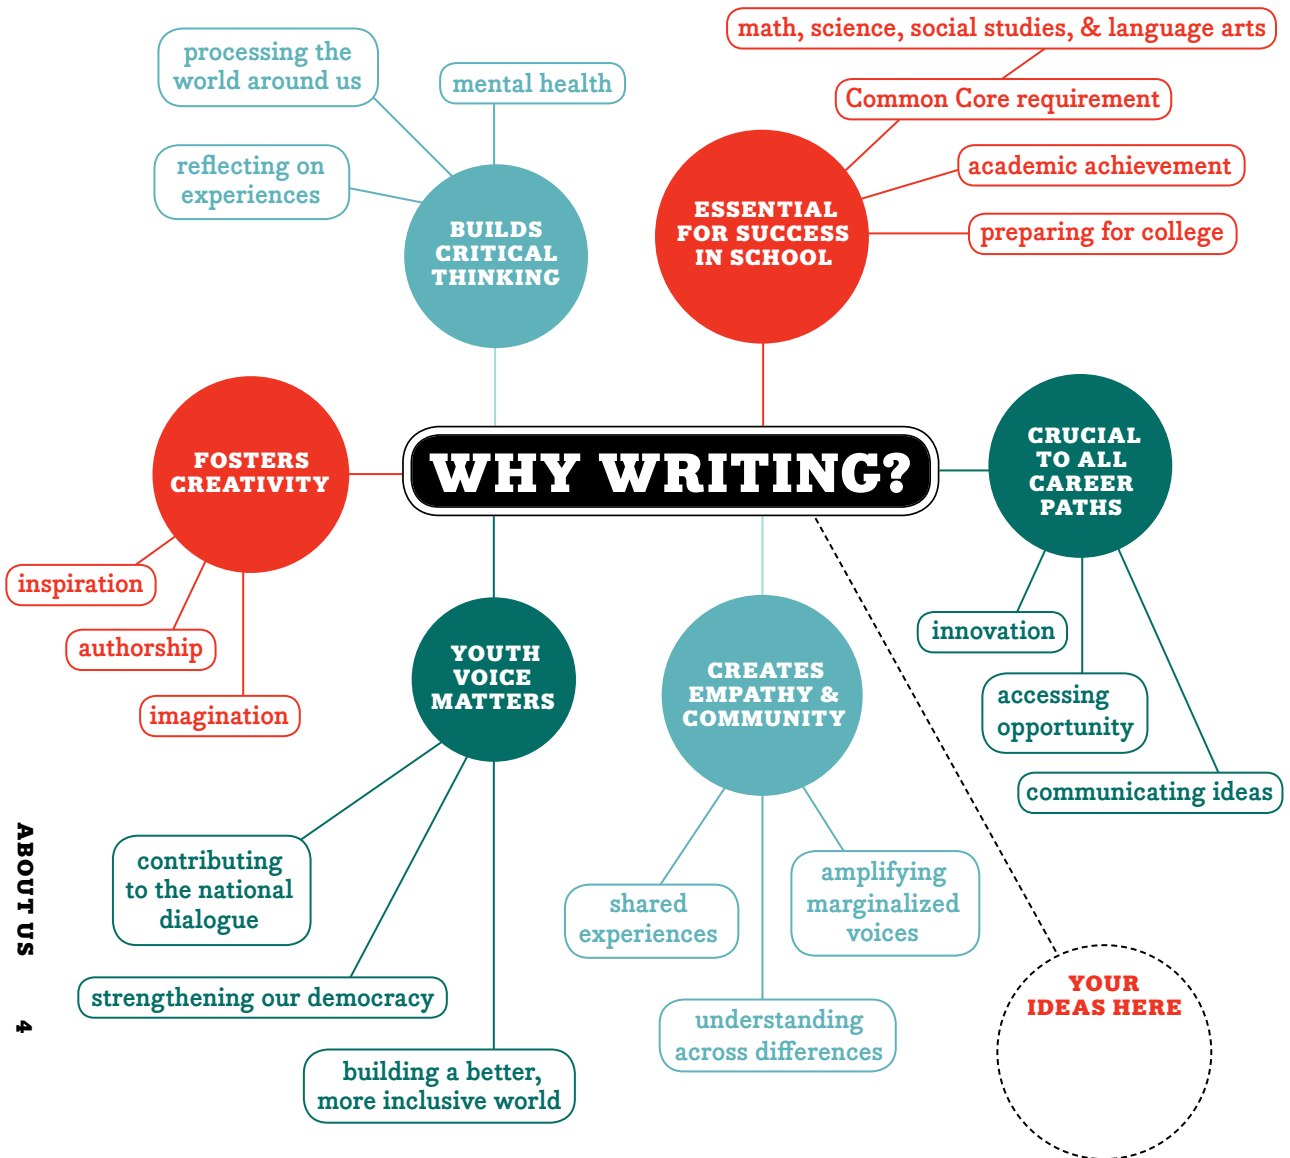 processing the
world around us
mental health
reflecting on
experiences
BUILDS
CRITICAL
THINKING
math, science, social studies, & language arts
Common Core requirement
academic achievement
preparing for college
ESSENTIAL
FOR SUCCESS
IN SCHOOL
WHY WRITING?
FOSTERS
CREATIVITY
inspiration
authorship
imagination
CRUCIAL
TO ALL
CAREER
PATHS
innovation
accessing
opportunity
communicating ideas
YOUTH
VOICE
MATTERS
contributing
to the national
dialogue
strengthening our democracy
building a better,
more inclusive world
CREATES
EMPATHY &
COMMUNITY
shared
experiences
amplifying
marginalized
voices
understanding
across differences
YOUR
IDEAS HERE
ABOUT US 4